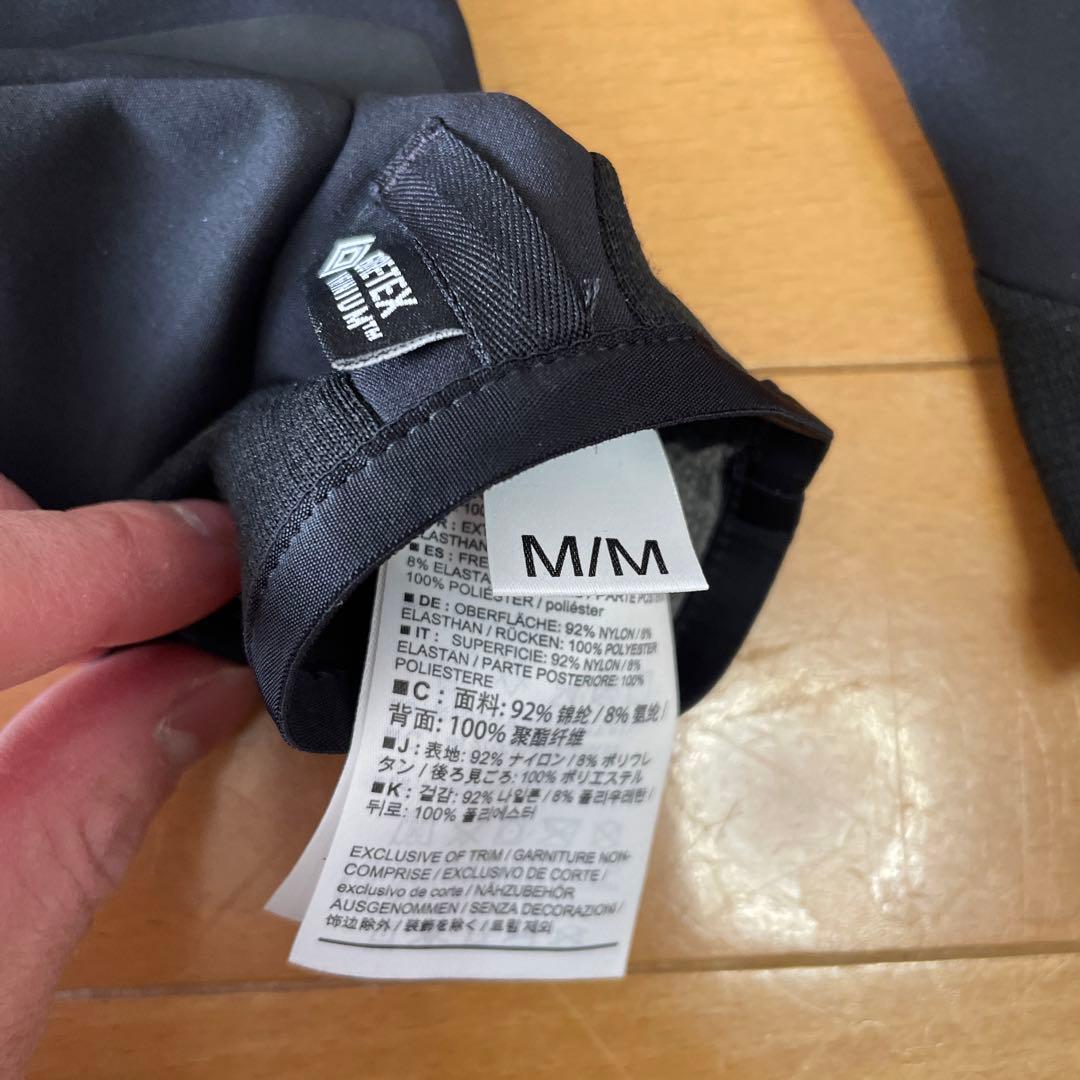 M/M
ELASTHAN
■ ES : FRE
8% ELASTA
100% POLIÉSTER / poliéster
■ DE : OBERFLÄCHE: 92% NYLON / 8%
ELASTHAN / RÜCKEN: 100% POLYESTER
■ IT : SUPERFICIE: 92% NYLON / 8%
ELASTAN / PARTE POSTERIORE: 100%
POLIESTERE
■ C : 面料: 92% 锦纶 / 8% 氨纶 /
背面: 100% 聚酯纤维
■ J : 表地: 92% ナイロン / 8% ポリウレ
タン / 後ろ見ごろ: 100% ポリエステル
■ K : 겉감: 92% 나일론 / 8% 폴리우레탄 /
뒤로: 100% 폴리에스터
EXCLUSIVE OF TRIM / GARNITURE NON-
COMPRISE / EXCLUSIVO DE CORTE /
exclusivo de corte / NÄHZUBEHÖR
AUSGENOMMEN / SENZA DECORAZIONI /
饰边除外 / 装飾を除く / 트림 제외